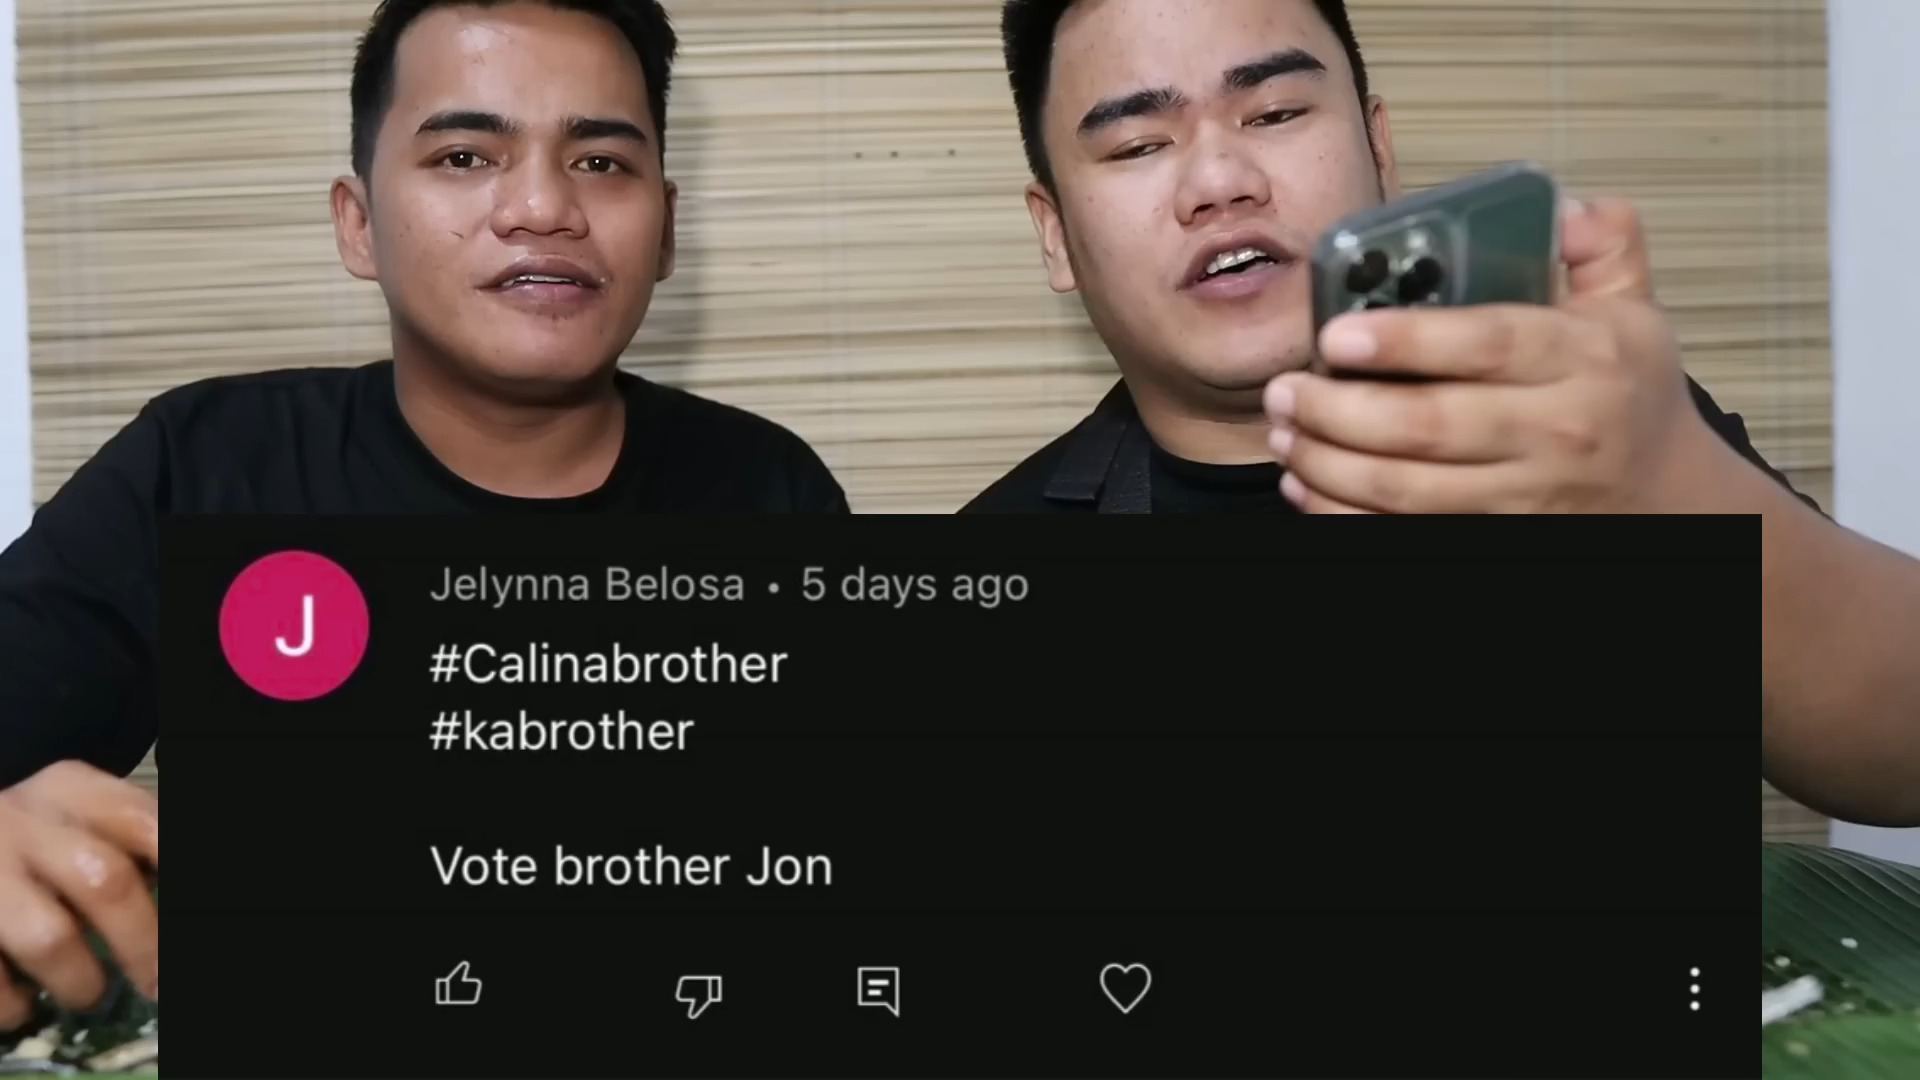 J
Jelynna Belosa • 5 days ago
#Calinabrother
#kabrother
Vote brother Jon